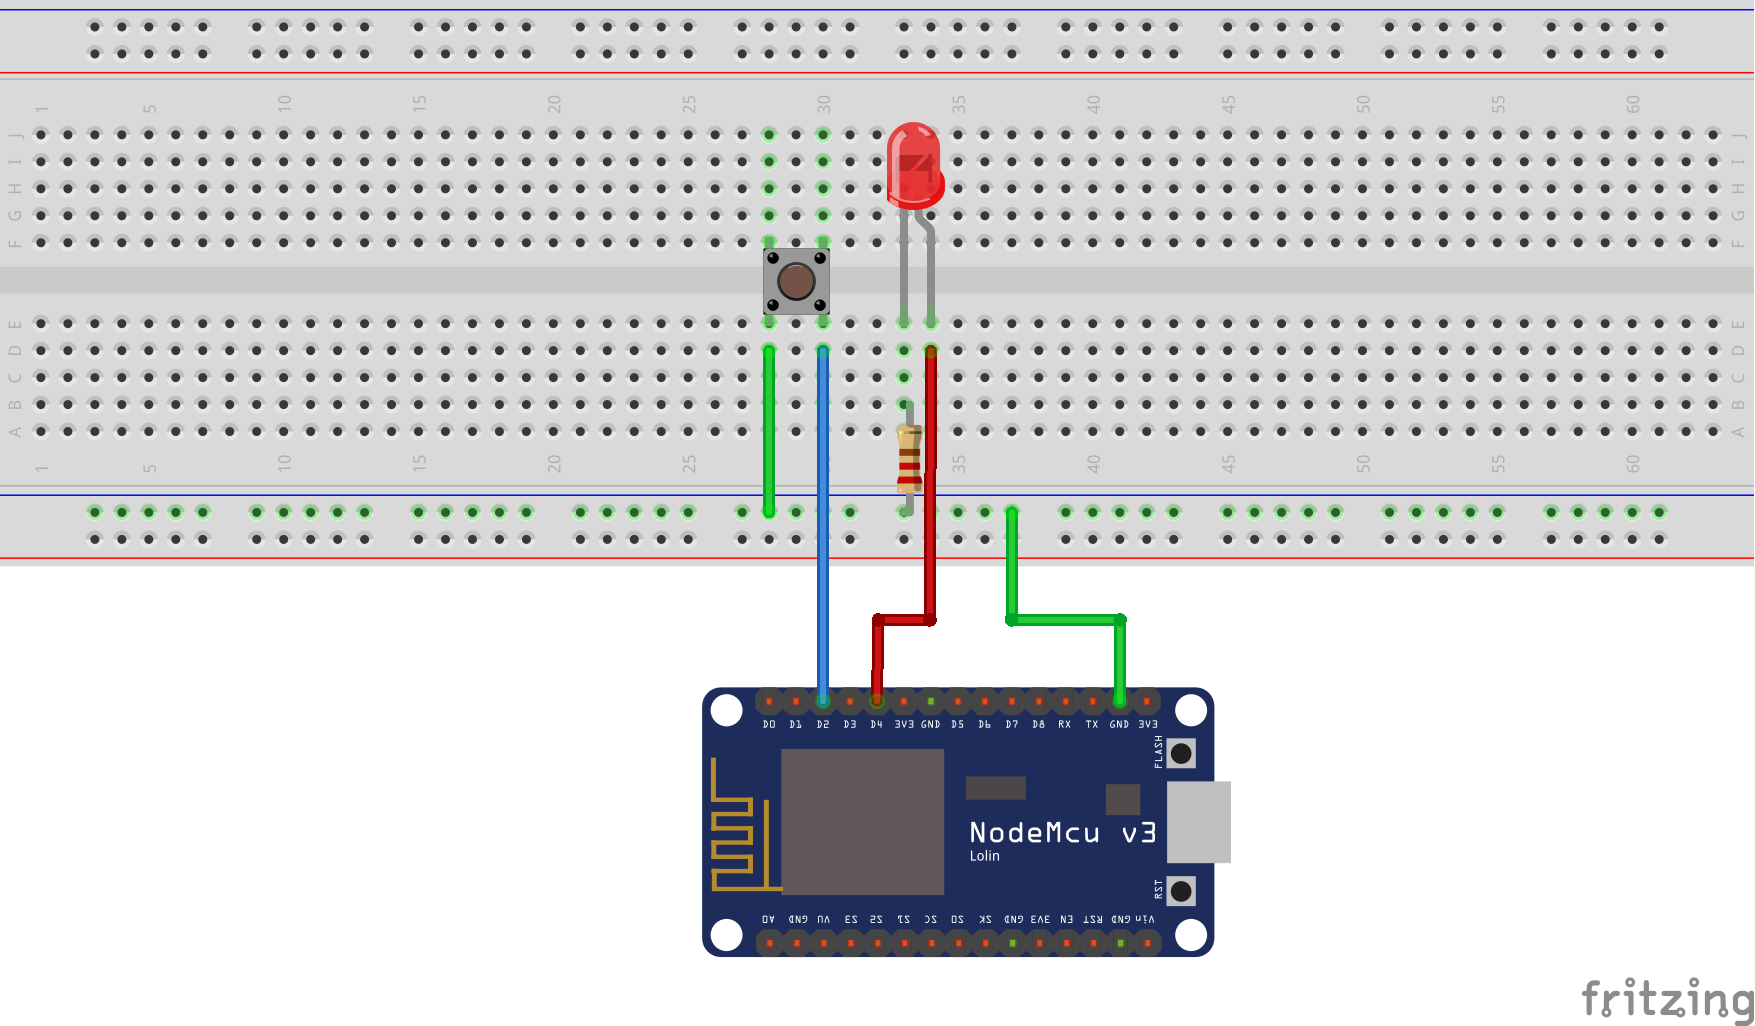 1 5 10 15 20 25 30 35 40 45 50 55 60
J J
I I
H H
G G
F F
E E
D D
C C
B B
A A
1 5 10 15 20 25 35 40 45 50 55 60
D0 D1 D2 D3 D4 3V3 GND D5 D6 D7 D8 RX TX GND 3V3
FLASH
NodeMcu v3
Lolin
RST
A0 GND VU S3 S2 S1 SC SO SK GND 3V3 EN RST GND Vin
fritzing